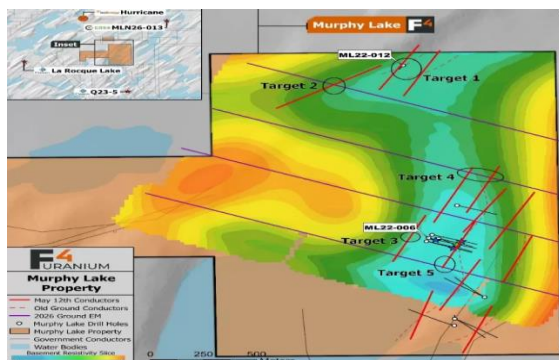 Hurricane
MLN26-013
Inset
La Rocque Lake
Q23-5
Murphy Lake F4
ML22-012
Target 1
Target 2
Target 4
ML22-006
Target 3
Target 5
F4
URANIUM
Murphy Lake
Property
May 12th Conductors
Old Ground Conductors
2026 Ground EM
Murphy Lake Drill Holes
Murphy Lake Property
Government Conductors
Water Bodies
Basement Resistivity Slice
0 250 500